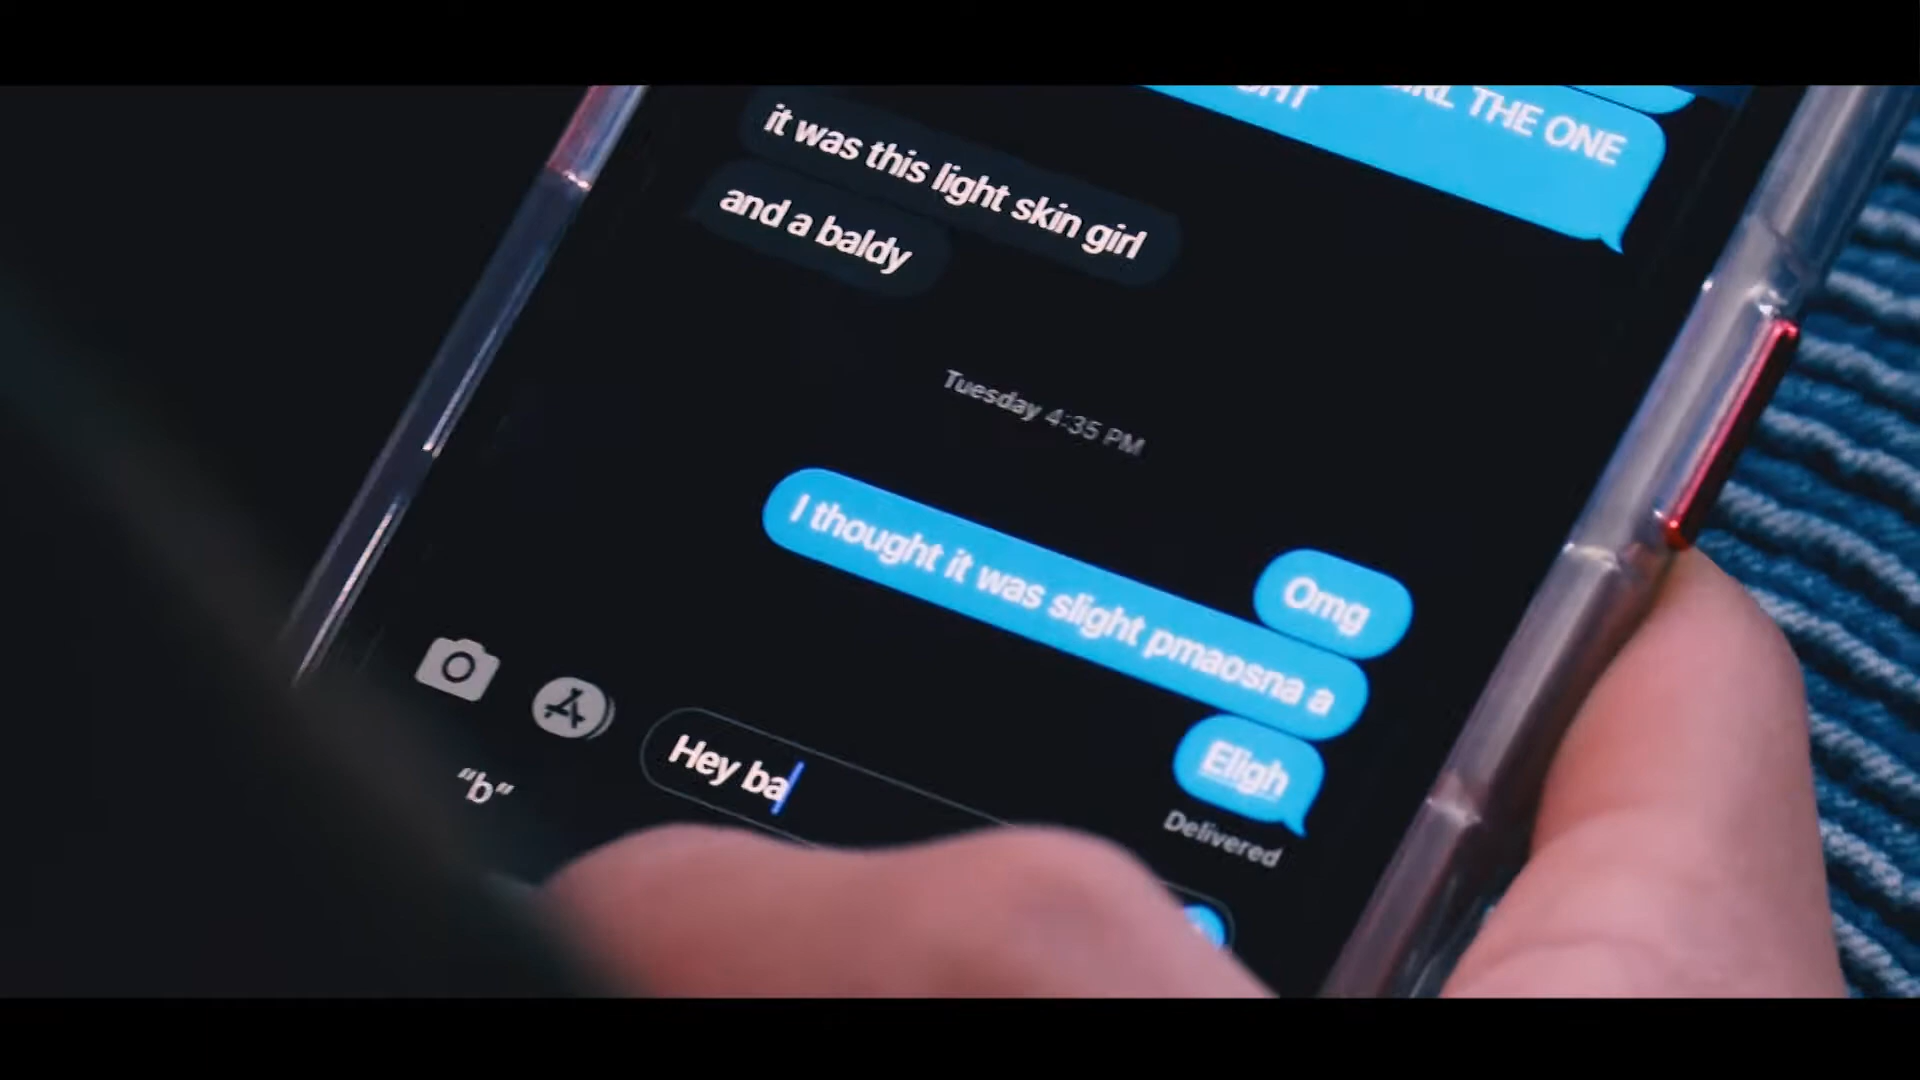 GIRL THE ONE
it was this light skin girl
and a baldy
Tuesday 4:35 PM
Omg
I thought it was slight pmaosna a
Eligh
Delivered
Hey ba
"b"